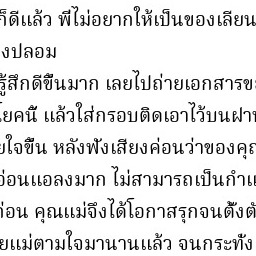 ก็ดีแล้ว พี่ไม่อยากให้เป็นของเลียน
งปลอม
รู้สึกดีขึ้นมาก เลยไปถ่ายเอกสารข
โยคนี้ แล้วใส่กรอบติดเอาไว้บนฝา
ยใจขึ้น หลังฟังเสียงค่อนว่าของคุ
อ่อนแอลงมาก ไม่สามารถเป็นกำแ
ก่อน คุณแม่จึงได้โอกาสรุกจนตั้งตั
ยแม่ตามใจมานานแล้ว จนกระทั่ง